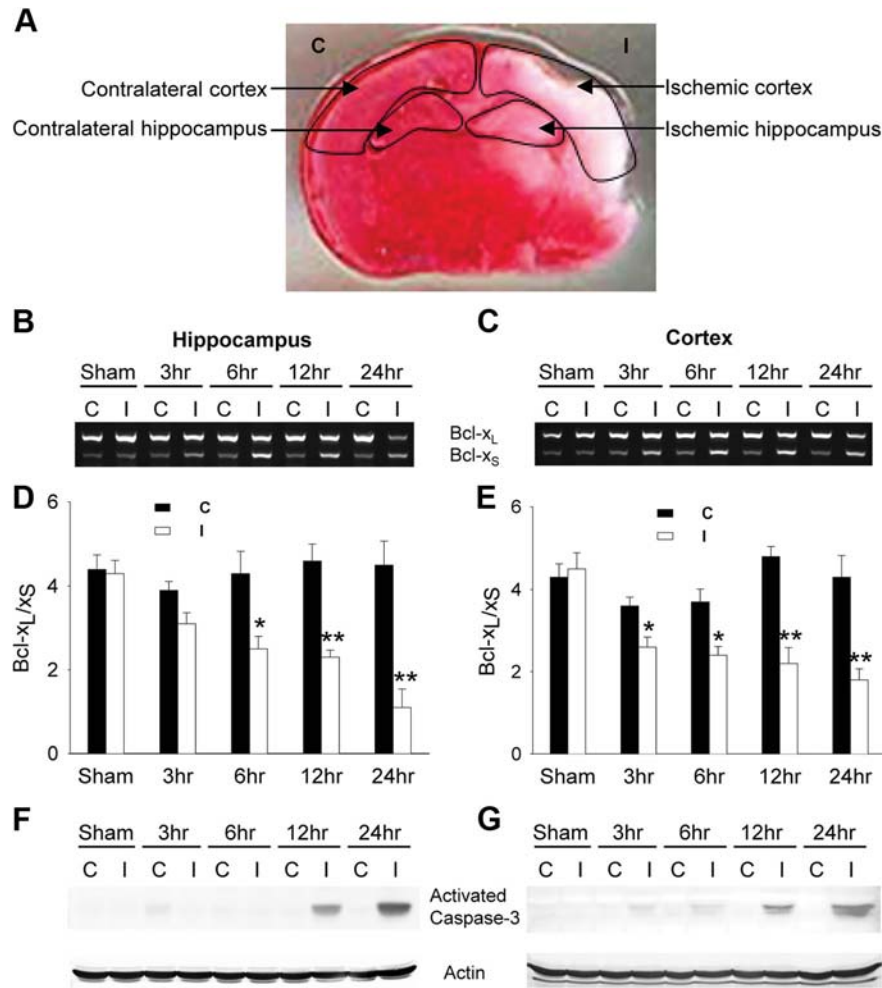 A
C I
Contralateral cortex Ischemic cortex
Contralateral hippocampus Ischemic hippocampus
B
Hippocampus
Sham 3hr 6hr 12hr 24hr
C I C I C I C I C I
C
Cortex
Sham 3hr 6hr 12hr 24hr
C I C I C I C I C I
Bcl-xL
Bcl-xS
D
6
4
2
0
Bcl-xL/xS
C
I
* ** **
Sham 3hr 6hr 12hr 24hr
E
6
4
2
0
Bcl-xL/xS
C
I
* * ** **
Sham 3hr 6hr 12hr 24hr
F
Sham 3hr 6hr 12hr 24hr
C I C I C I C I C I
G
Sham 3hr 6hr 12hr 24hr
C I C I C I C I C I
Activated
Caspase-3
Actin